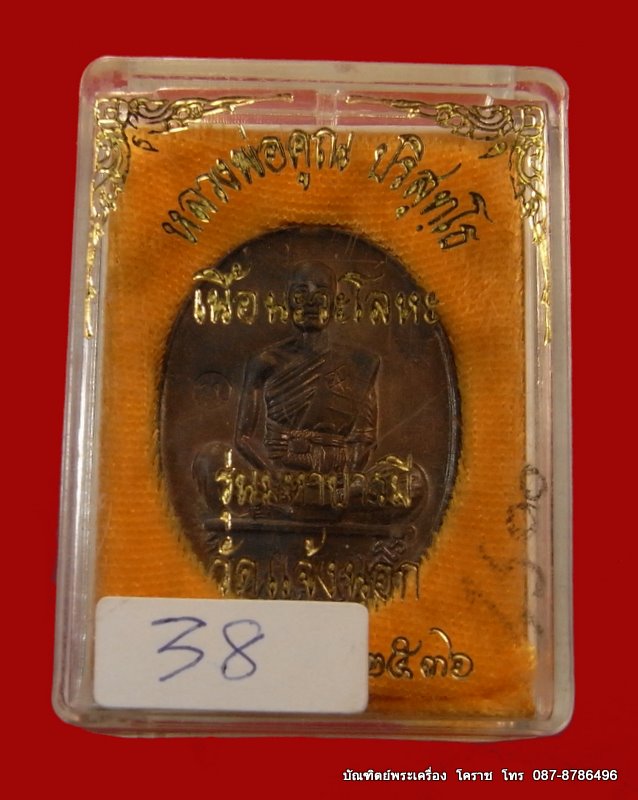 หลวงพ่อคูณ ปริสุทโธ
เนื้อนวะโลหะ
รุ่นมหาบารมี
วัดแจ้งนอก
38
๒๕๓๖
บัณฑิตย์พระเครื่อง โคราช โทร 087-8786496